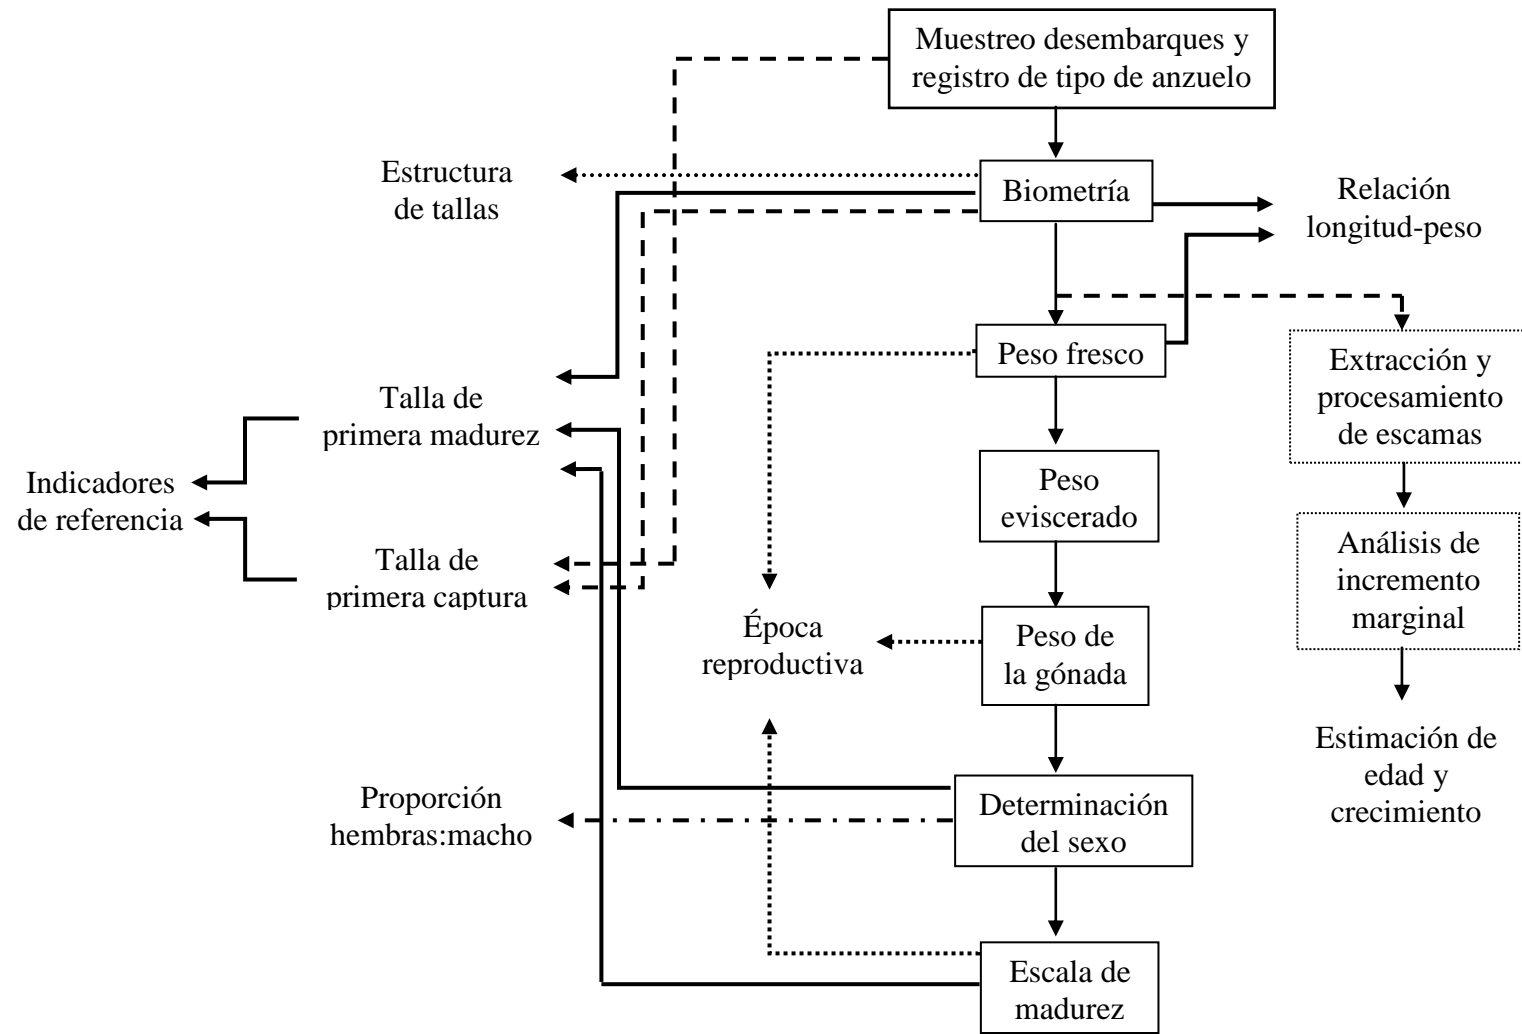 Muestreo desembarques y
registro de tipo de anzuelo
Estructura
de tallas
Biometría
Relación
longitud-peso
Peso fresco
Extracción y
procesamiento
de escamas
Talla de
primera madurez
Indicadores
de referencia
Peso
eviscerado
Análisis de
incremento
marginal
Talla de
primera captura
Época
reproductiva
Peso de
la gónada
Estimación de
edad y
crecimiento
Proporción
hembras:macho
Determinación
del sexo
Escala de
madurez